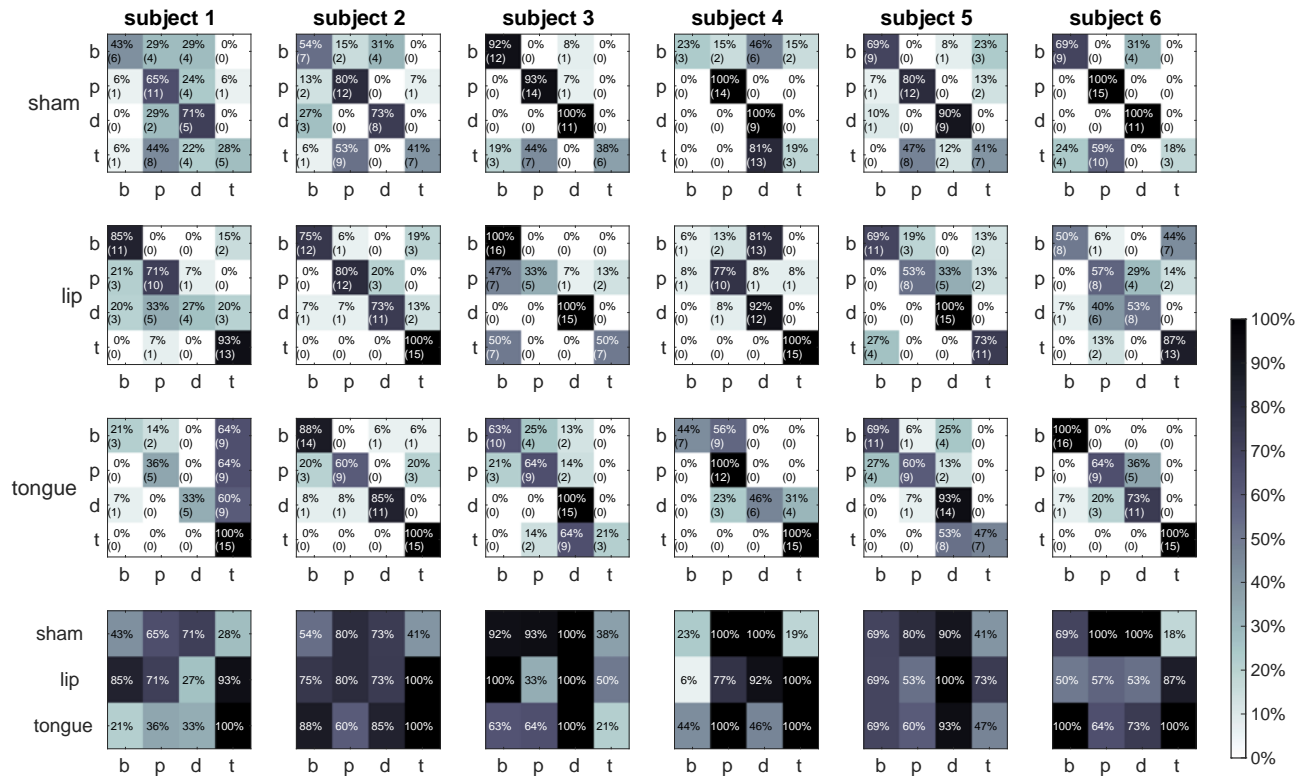 subject 1 subject 2 subject 3 subject 4 subject 5 subject 6
b 43% 29% 29% 0% b 54% 15% 31% 0% b 92% 0% 8% 0% b 23% 15% 46% 15% b 69% 0% 8% 23% b 69% 0% 31% 0%
(6) (4) (4) (0) (7) (2) (4) (0) (12) (0) (1) (0) (3) (2) (6) (2) (9) (0) (1) (3) (9) (0) (4) (0)
sham
p 6% 65% 24% 6% p 13% 80% 0% 7% p 0% 93% 7% 0% p 0% 100% 0% 0% p 7% 80% 0% 13% p 0% 100% 0% 0%
(1) (11) (4) (1) (2) (12) (0) (1) (0) (14) (1) (0) (0) (14) (0) (0) (1) (12) (0) (2) (0) (15) (0) (0)
d 0% 29% 71% 0% d 27% 0% 73% 0% d 0% 0% 100% 0% d 0% 0% 100% 0% d 10% 0% 90% 0% d 0% 0% 100% 0%
(0) (2) (5) (0) (3) (0) (8) (0) (0) (0) (11) (0) (0) (0) (9) (0) (1) (0) (9) (0) (0) (0) (11) (0)
t 6% 44% 22% 28% t 6% 53% 0% 41% t 19% 44% 0% 38% t 0% 0% 81% 19% t 0% 47% 12% 41% t 24% 59% 0% 18%
(1) (8) (4) (5) (1) (9) (0) (7) (3) (7) (0) (6) (0) (0) (13) (3) (0) (8) (2) (7) (4) (10) (0) (3)
b p d t b p d t b p d t b p d t b p d t b p d t
b 85% 0% 0% 15% b 75% 6% 0% 19% b 100% 0% 0% 0% b 6% 13% 81% 0% b 69% 19% 0% 13% b 50% 6% 0% 44%
(11) (0) (0) (2) (12) (1) (0) (3) (16) (0) (0) (0) (1) (2) (13) (0) (11) (3) (0) (2) (8) (1) (0) (7)
lip
p 21% 71% 7% 0% p 0% 80% 20% 0% p 47% 33% 7% 13% p 8% 77% 8% 8% p 0% 53% 33% 13% p 0% 57% 29% 14%
(3) (10) (1) (0) (0) (12) (3) (0) (7) (5) (1) (2) (1) (10) (1) (1) (0) (8) (5) (2) (0) (8) (4) (2)
d 20% 33% 27% 20% d 7% 7% 73% 13% d 0% 0% 100% 0% d 0% 8% 92% 0% d 0% 0% 100% 0% d 7% 40% 53% 0%
(3) (5) (4) (3) (1) (1) (11) (2) (0) (0) (15) (0) (0) (1) (12) (0) (0) (0) (15) (0) (1) (6) (8) (0)
t 0% 7% 0% 93% t 0% 0% 0% 100% t 50% 0% 0% 50% t 0% 0% 0% 100% t 27% 0% 0% 73% t 0% 13% 0% 87%
(0) (1) (0) (13) (0) (0) (0) (15) (7) (0) (0) (7) (0) (0) (0) (15) (4) (0) (0) (11) (0) (2) (0) (13)
b p d t b p d t b p d t b p d t b p d t b p d t
b 21% 14% 0% 64% b 88% 0% 6% 6% b 63% 25% 13% 0% b 44% 56% 0% 0% b 69% 6% 25% 0% b 100% 0% 0% 0%
(3) (2) (0) (9) (14) (0) (1) (1) (10) (4) (2) (0) (7) (9) (0) (0) (11) (1) (4) (0) (16) (0) (0) (0)
tongue
p 0% 36% 0% 64% p 20% 60% 0% 20% p 21% 64% 14% 0% p 0% 100% 0% 0% p 27% 60% 13% 0% p 0% 64% 36% 0%
(0) (5) (0) (9) (3) (9) (0) (3) (3) (9) (2) (0) (0) (12) (0) (0) (4) (9) (2) (0) (0) (9) (5) (0)
d 7% 0% 33% 60% d 8% 8% 85% 0% d 0% 0% 100% 0% d 0% 23% 46% 31% d 0% 7% 93% 0% d 7% 20% 73% 0%
(1) (0) (5) (9) (1) (1) (11) (0) (0) (0) (15) (0) (0) (3) (6) (4) (0) (1) (14) (0) (1) (3) (11) (0)
t 0% 0% 0% 100% t 0% 0% 0% 100% t 0% 14% 64% 21% t 0% 0% 0% 100% t 0% 0% 53% 47% t 0% 0% 0% 100%
(0) (0) (0) (15) (0) (0) (0) (15) (0) (2) (9) (3) (0) (0) (0) (15) (0) (0) (8) (7) (0) (0) (0) (15)
b p d t b p d t b p d t b p d t b p d t b p d t
sham 43% 65% 71% 28% 54% 80% 73% 41% 92% 93% 100% 38% 23% 100% 100% 19% 69% 80% 90% 41% 69% 100% 100% 18%
lip 85% 71% 27% 93% 75% 80% 73% 100% 100% 33% 100% 50% 6% 77% 92% 100% 69% 53% 100% 73% 50% 57% 53% 87%
tongue 21% 36% 33% 100% 88% 60% 85% 100% 63% 64% 100% 21% 44% 100% 46% 100% 69% 60% 93% 47% 100% 64% 73% 100%
b p d t b p d t b p d t b p d t b p d t b p d t
100%
90%
80%
70%
60%
50%
40%
30%
20%
10%
0%